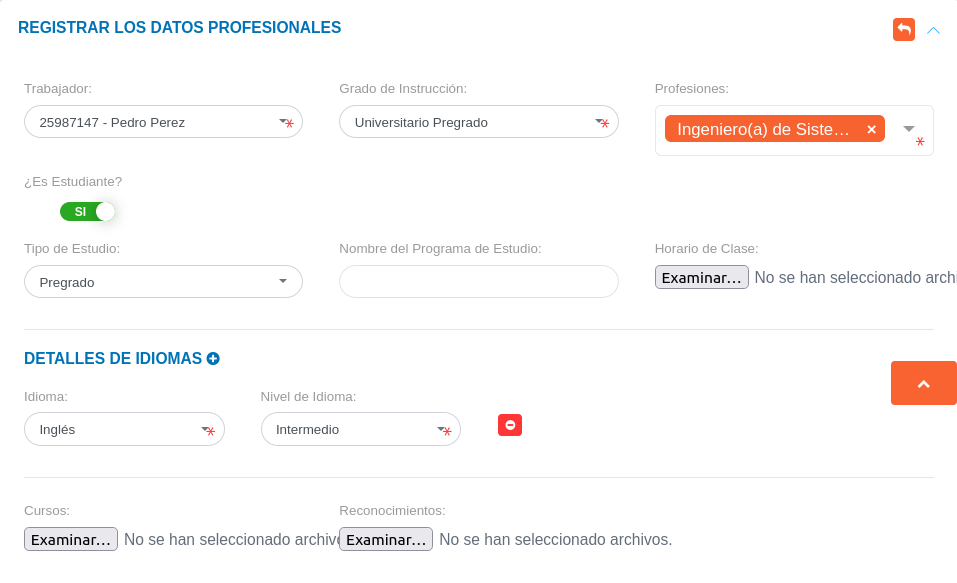 REGISTRAR LOS DATOS PROFESIONALES
Trabajador: Grado de Instrucción: Profesiones:
25987147 - Pedro Perez Universitario Pregrado Ingeniero(a) de Siste… ×
¿Es Estudiante?
SI
Tipo de Estudio: Nombre del Programa de Estudio: Horario de Clase:
Pregrado Examinar… No se han seleccionado archi
DETALLES DE IDIOMAS
Idioma: Nivel de Idioma:
Inglés Intermedio
Cursos: Reconocimientos:
Examinar… No se han seleccionado archivo Examinar… No se han seleccionado archivos.